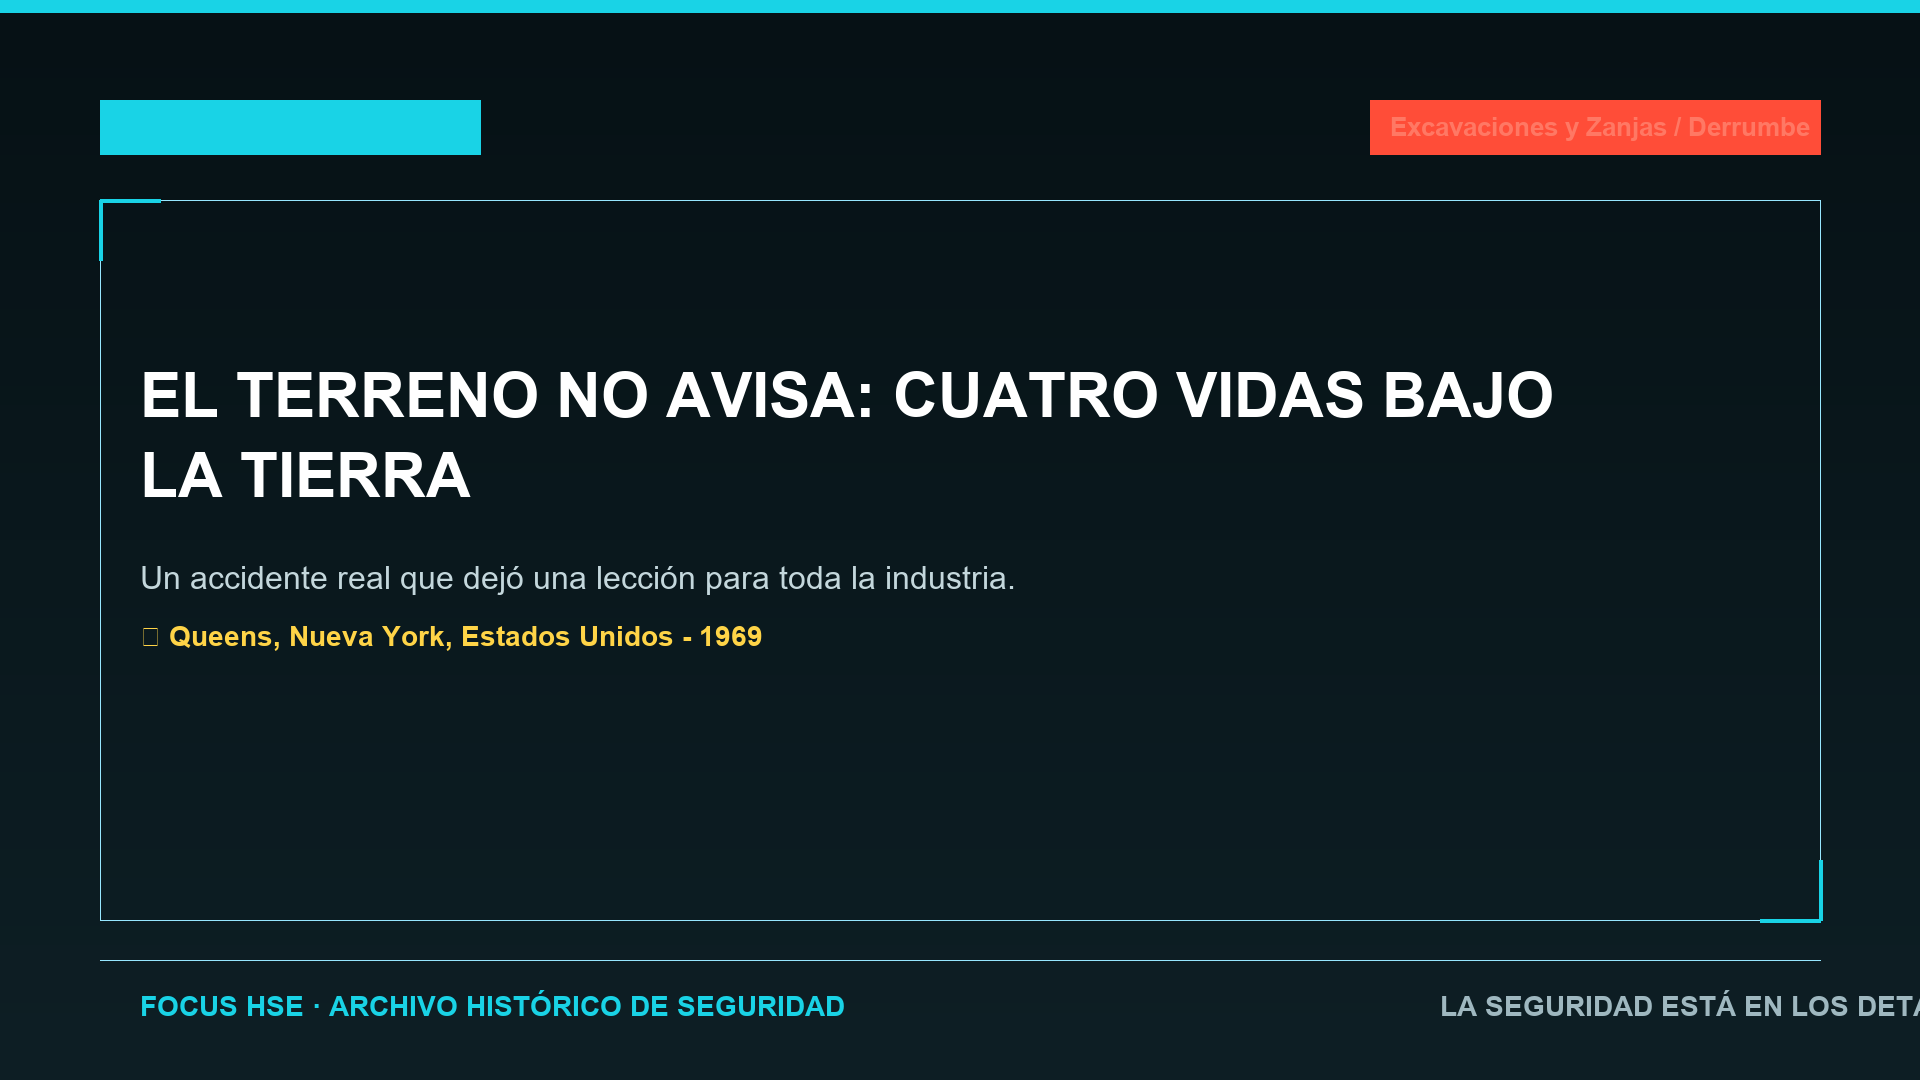 Excavaciones y Zanjas / Derrumbe
EL TERRENO NO AVISA: CUATRO VIDAS BAJO
LA TIERRA
Un accidente real que dejó una lección para toda la industria.
Queens, Nueva York, Estados Unidos - 1969
FOCUS HSE · ARCHIVO HISTÓRICO DE SEGURIDAD
LA SEGURIDAD ESTÁ EN LOS